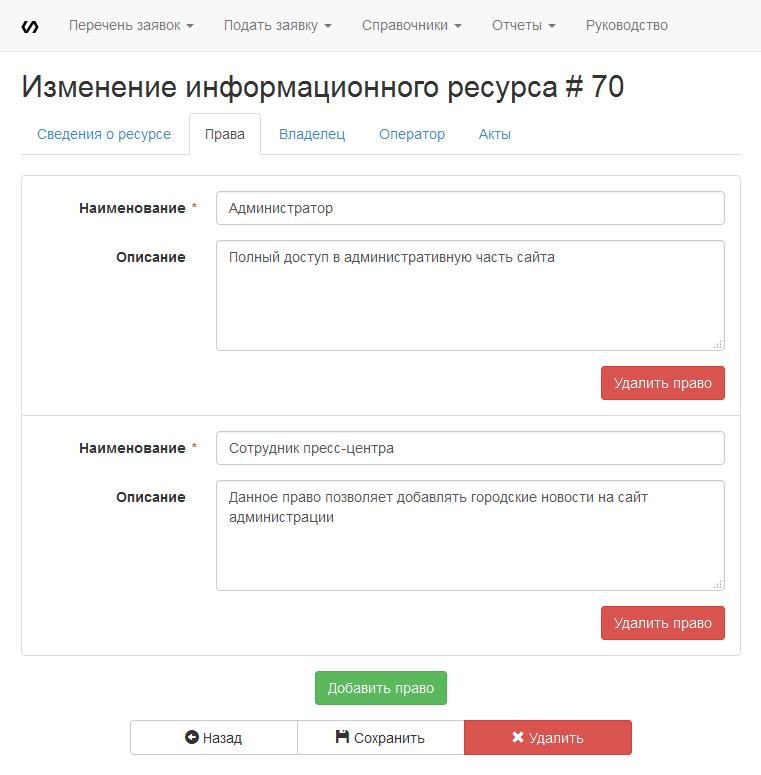 Перечень заявок Подать заявку Справочники Отчеты Руководство
Изменение информационного ресурса # 70
Сведения о ресурсе Права Владелец Оператор Акты
Наименование * Администратор
Описание Полный доступ в административную часть сайта
Удалить право
Наименование * Сотрудник пресс-центра
Описание Данное право позволяет добавлять городские новости на сайт
администрации
Удалить право
Добавить право
Назад Сохранить Удалить